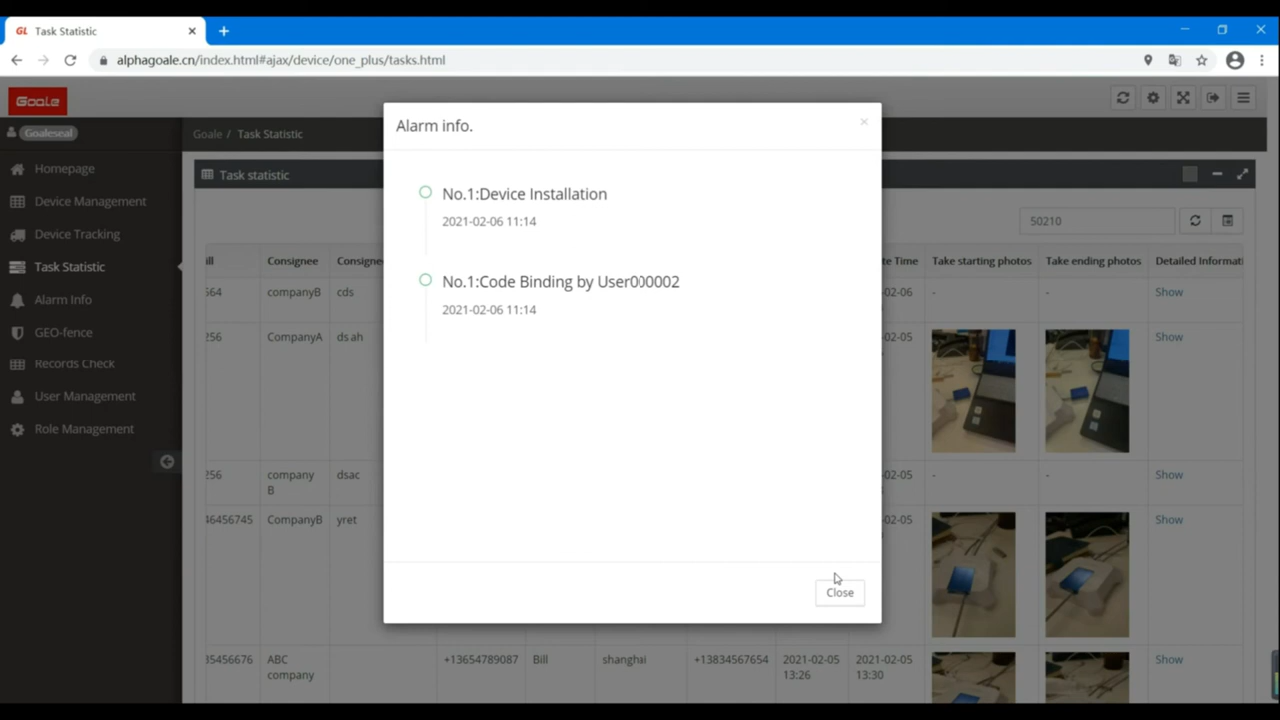 GL Task Statistic
alphagoale.cn/index.html#ajax/device/one_plus/tasks.html
Goale
Goaleseal
Homepage
Device Management
Device Tracking
Task Statistic
Alarm Info
GEO-fence
Records Check
User Management
Role Management
Goale / Task Statistic
Task statistic
50210
Alarm info.
No.1:Device Installation
2021-02-06 11:14
No.1:Code Binding by User000002
2021-02-06 11:14
Close
Consignee
Take starting photos Take ending photos
companyB cds Show
CompanyA Show
company dsac Show
B
CompanyB yret Show
ABC +13654789087 Bill shanghai +13834567654 2021-02-05 2021-02-05 Show
company 13:26 13:30